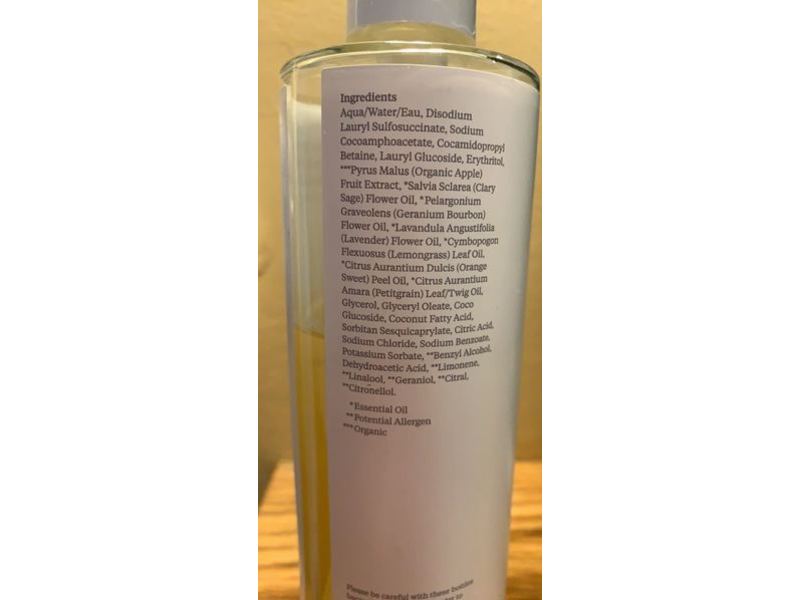 Ingredients
Aqua/Water/Eau, Disodium
Lauryl Sulfosuccinate, Sodium
Cocoamphoacetate, Cocamidopropyl
Betaine, Lauryl Glucoside, Erythritol,
***Pyrus Malus (Organic Apple)
Fruit Extract, *Salvia Sclarea (Clary
Sage) Flower Oil, *Pelargonium
Graveolens (Geranium Bourbon)
Flower Oil, *Lavandula Angustifolia
(Lavender) Flower Oil, *Cymbopogon
Flexuosus (Lemongrass) Leaf Oil,
*Citrus Aurantium Dulcis (Orange
Sweet) Peel Oil, *Citrus Aurantium
Amara (Petitgrain) Leaf/Twig Oil,
Glycerol, Glyceryl Oleate, Coco
Glucoside, Coconut Fatty Acid,
Sorbitan Sesquicaprylate, Citric Acid,
Sodium Chloride, Sodium Benzoate,
Potassium Sorbate, **Benzyl Alcohol,
Dehydroacetic Acid, **Limonene,
**Linalool, **Geraniol, **Citral,
**Citronellol.
*Essential Oil
**Potential Allergen
***Organic
Please be careful with these bottles